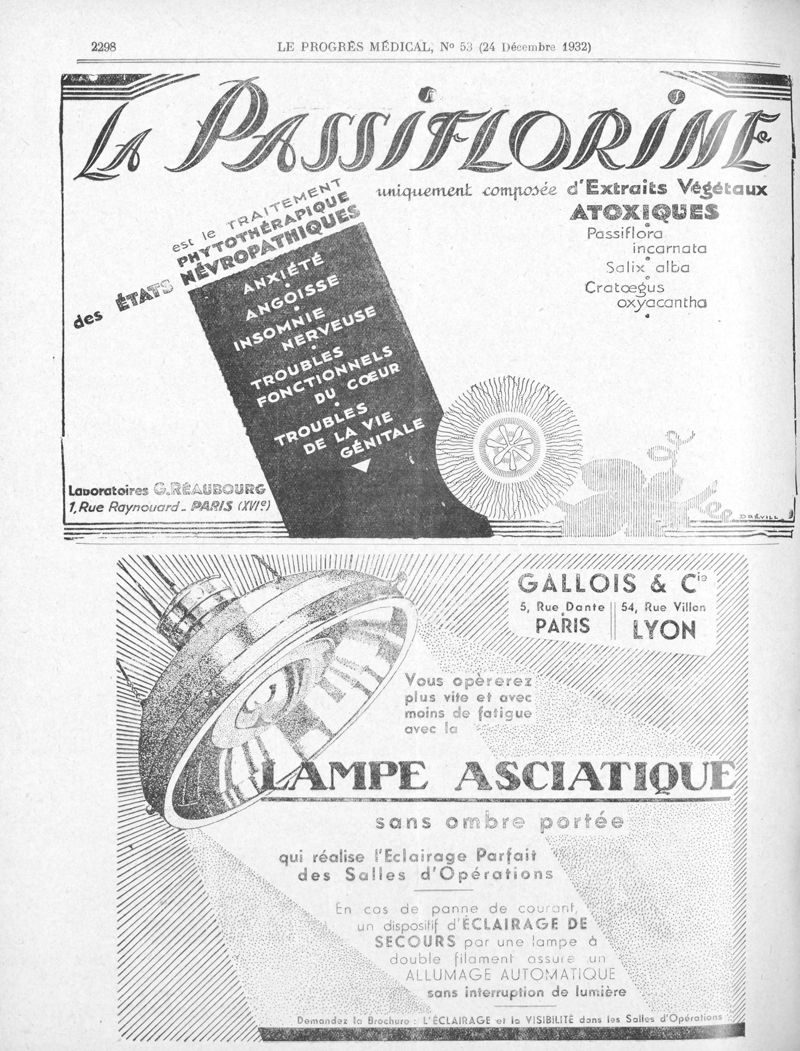 2298
LE PROGRÈS MÉDICAL, Nº 53 (24 Décembre 1932)
LA PASSIFLORINE
uniquement composée d'Extraits Végétaux
ATOXIQUES
Passiflora
incarnata
Salix alba
Cratœgus
oxyacantha
est le TRAITEMENT
PHYTOTHÉRAPIQUE
des ÉTATS NÉVROPATHIQUES
ANXIÉTÉ
ANGOISSE
INSOMNIE
NERVEUSE
TROUBLES
FONCTIONNELS
DU CŒUR
TROUBLES
DE LA VIE
GÉNITALE
Laboratoires G. RÉAUBOURG
1, Rue Raynouard _ PARIS (XVIº)
GALLOIS & Cie
5, Rue Dante
PARIS
54, Rue Villon
LYON
Vous opèrerez
plus vite et avec
moins de fatigue
avec la
LAMPE ASCIATIQUE
sans ombre portée
qui réalise l'Eclairage Parfait
des Salles d'Opérations
En cas de panne de courant,
un dispositif d'ÉCLAIRAGE DE
SECOURS par une lampe à
double filament assure un
ALLUMAGE AUTOMATIQUE
sans interruption de lumière
Demandez la Brochure : L'ÉCLAIRAGE et la VISIBILITÉ dans les Salles d'Opérations